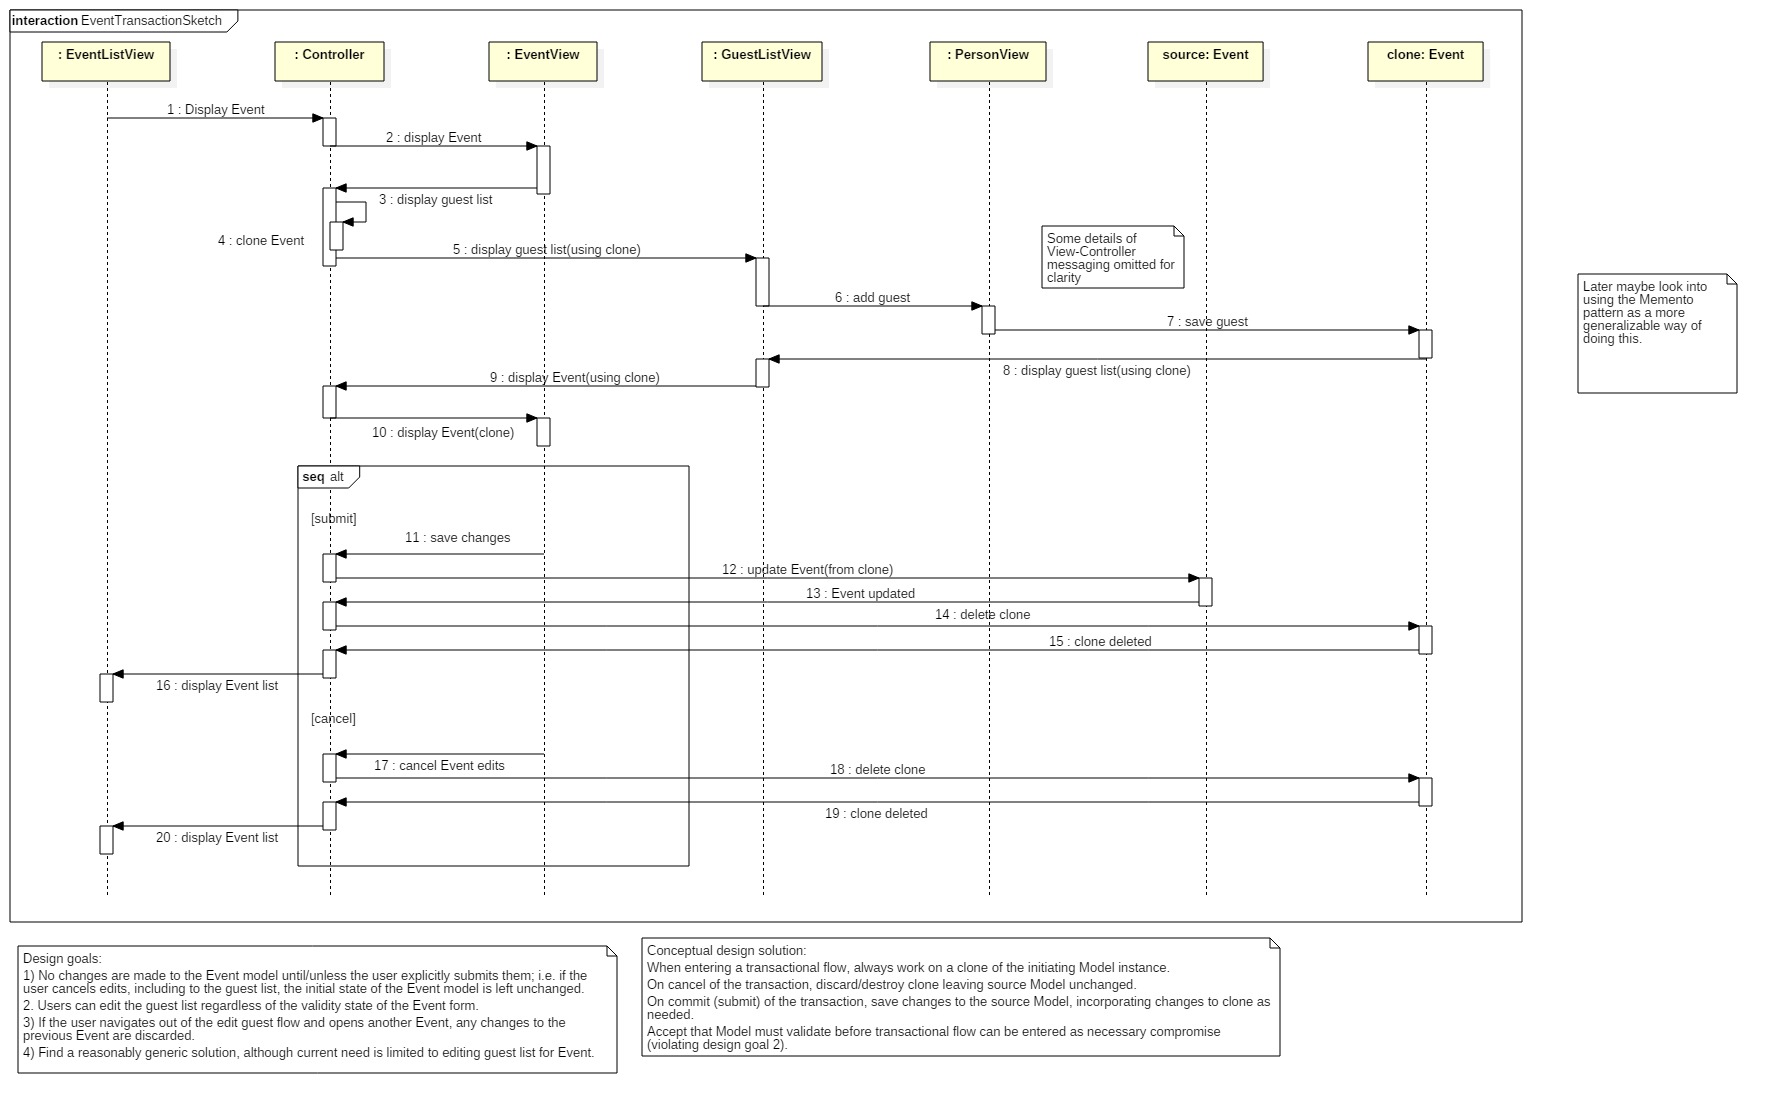 interaction EventTransactionSketch
: EventListView
: Controller
: EventView
: GuestListView
: PersonView
source: Event
clone: Event
1 : Display Event
2 : display Event
3 : display guest list
4 : clone Event
5 : display guest list(using clone)
Some details of
View-Controller
messaging omitted for
clarity
Later maybe look into
using the Memento
pattern as a more
generalizable way of
doing this.
6 : add guest
7 : save guest
8 : display guest list(using clone)
9 : display Event(using clone)
10 : display Event(clone)
seq alt
[submit]
11 : save changes
12 : update Event(from clone)
13 : Event updated
14 : delete clone
15 : clone deleted
16 : display Event list
[cancel]
17 : cancel Event edits
18 : delete clone
19 : clone deleted
20 : display Event list
Design goals:
1) No changes are made to the Event model until/unless the user explicitly submits them; i.e. if the
user cancels edits, including to the guest list, the initial state of the Event model is left unchanged.
2. Users can edit the guest list regardless of the validity state of the Event form.
3) If the user navigates out of the edit guest flow and opens another Event, any changes to the
previous Event are discarded.
4) Find a reasonably generic solution, although current need is limited to editing guest list for Event.
Conceptual design solution:
When entering a transactional flow, always work on a clone of the initiating Model instance.
On cancel of the transaction, discard/destroy clone leaving source Model unchanged.
On commit (submit) of the transaction, save changes to the source Model, incorporating changes to clone as
needed.
Accept that Model must validate before transactional flow can be entered as necessary compromise
(violating design goal 2).